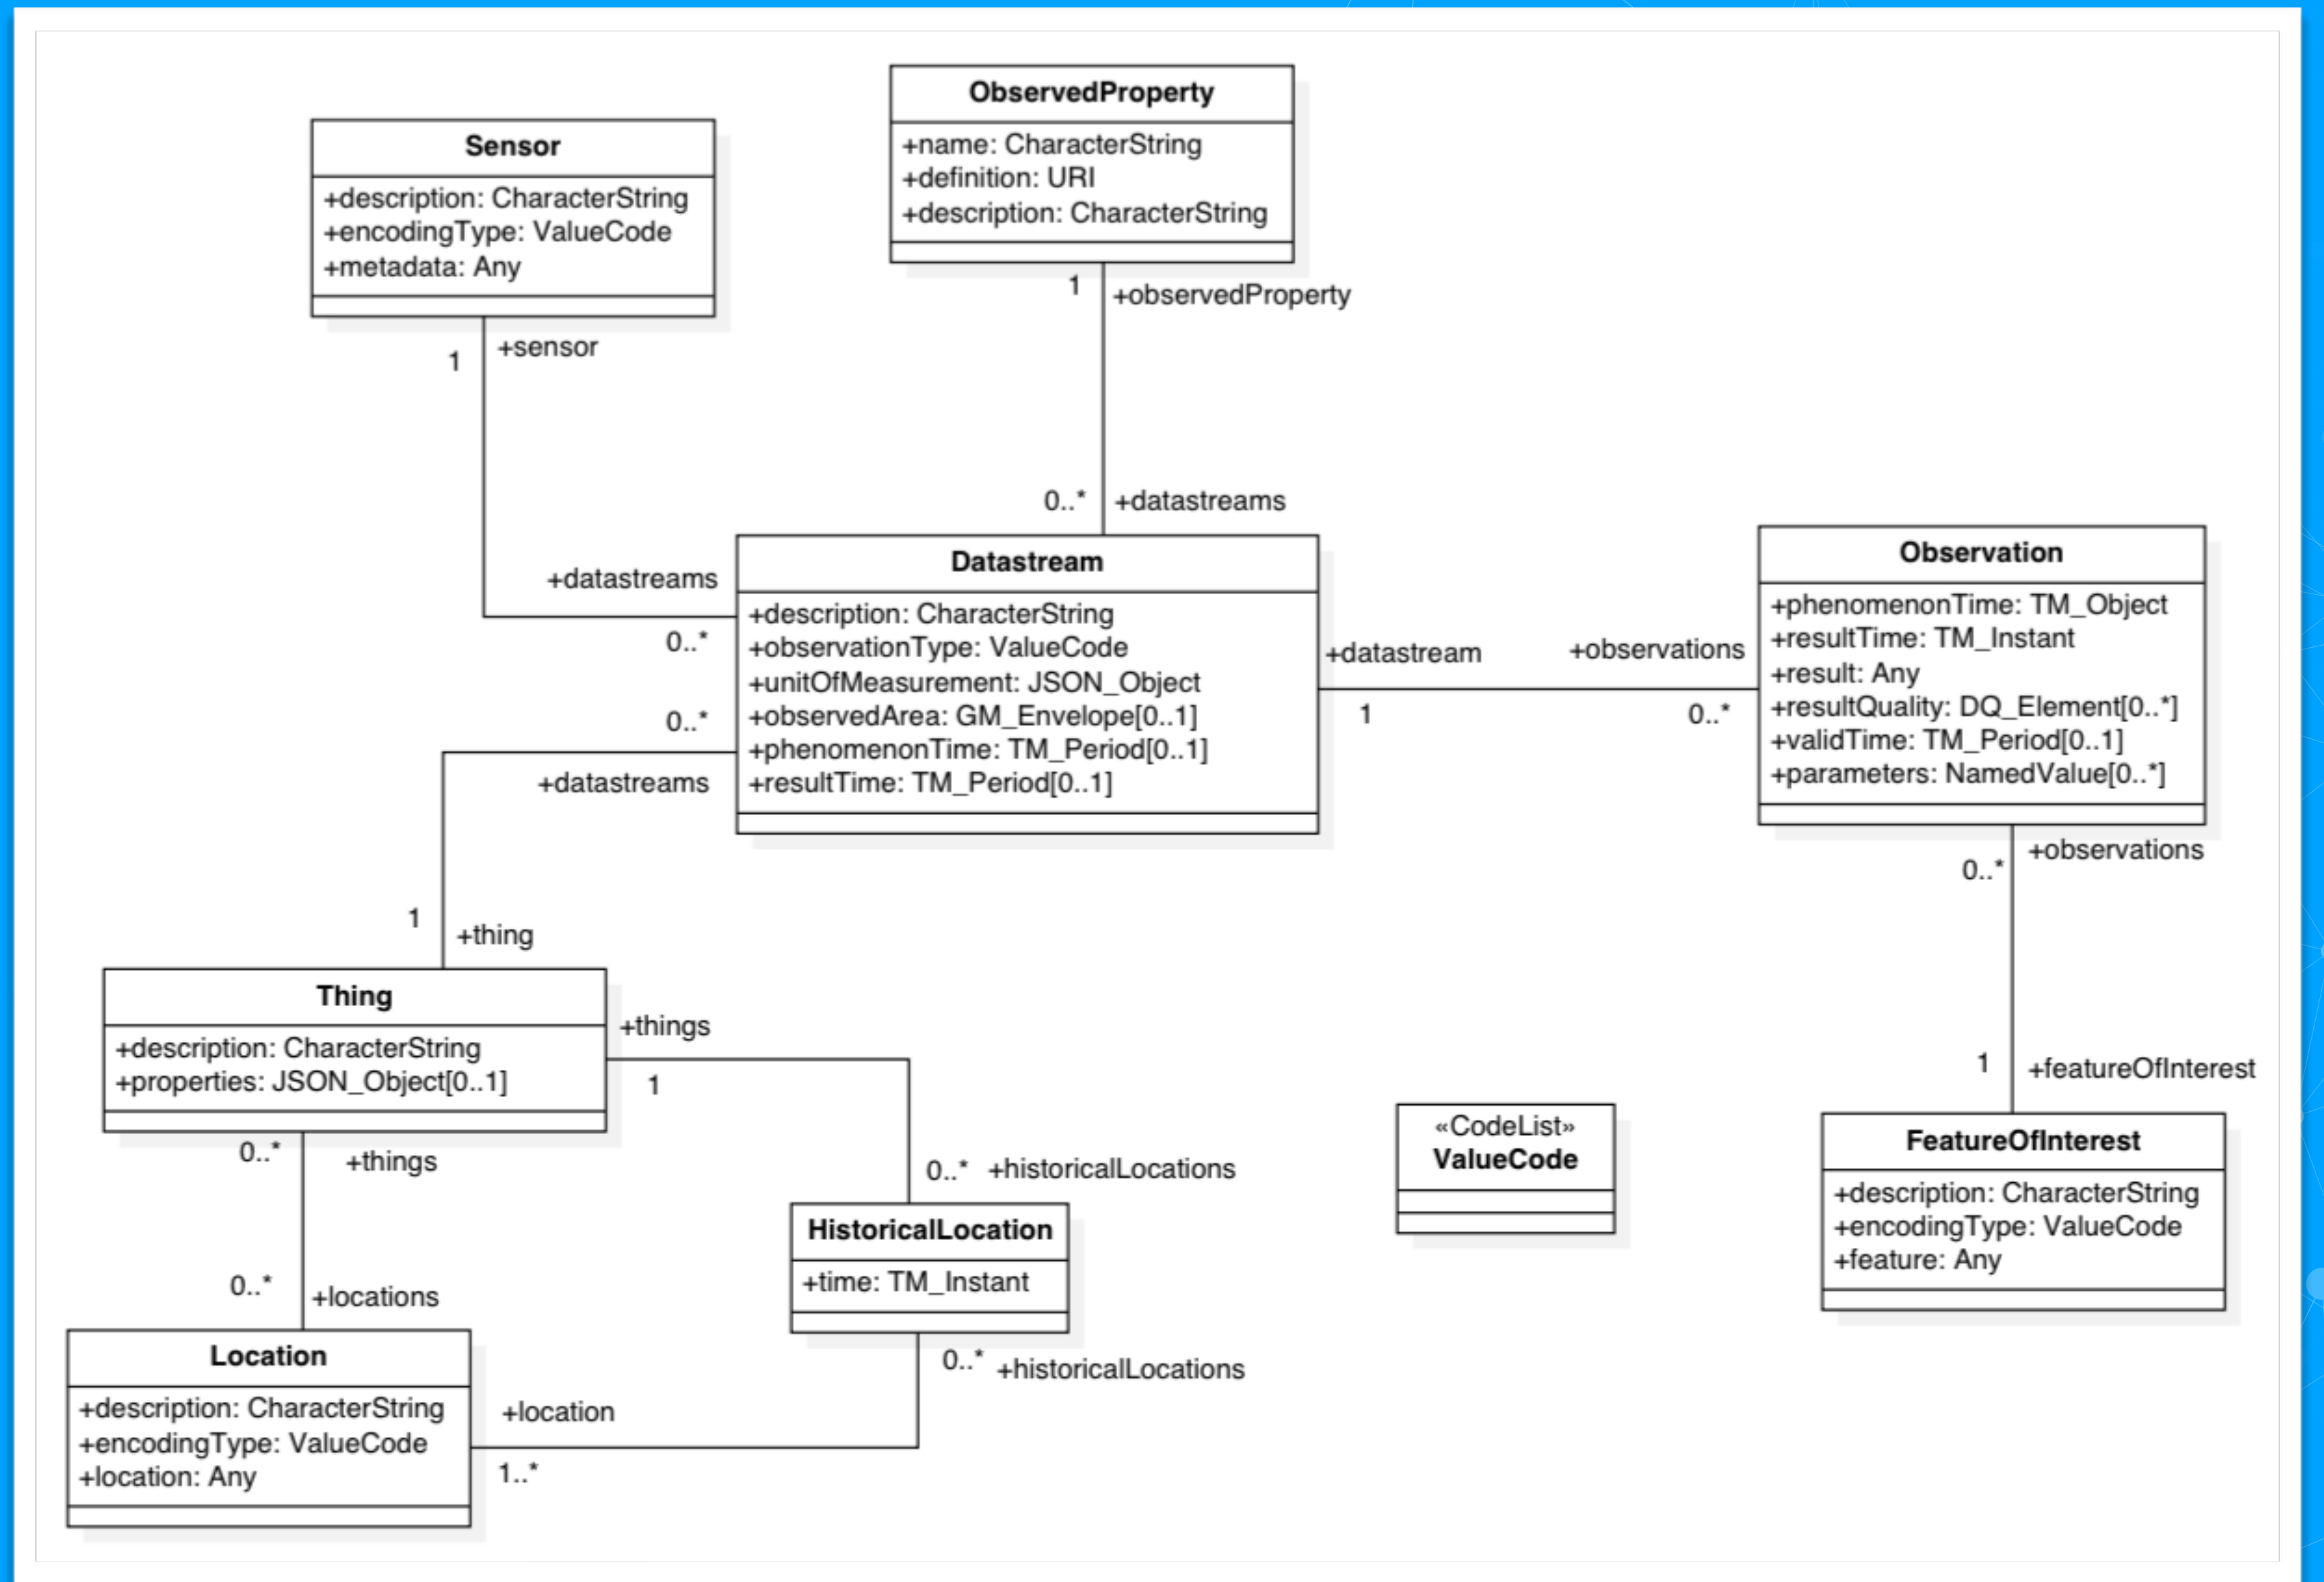 ObservedProperty
+name: CharacterString
+definition: URI
+description: CharacterString
Sensor
+description: CharacterString
+encodingType: ValueCode
+metadata: Any
1
+observedProperty
1
+sensor
0..*
+datastreams
+datastreams
0..*
Datastream
+description: CharacterString
+observationType: ValueCode
+unitOfMeasurement: JSON_Object
+observedArea: GM_Envelope[0..1]
+phenomenonTime: TM_Period[0..1]
+resultTime: TM_Period[0..1]
+datastream
1
+observations
0..*
Observation
+phenomenonTime: TM_Object
+resultTime: TM_Instant
+result: Any
+resultQuality: DQ_Element[0..*]
+validTime: TM_Period[0..1]
+parameters: NamedValue[0..*]
0..*
+datastreams
0..*
+observations
1
+thing
Thing
+description: CharacterString
+properties: JSON_Object[0..1]
+things
1
1
+featureOfInterest
FeatureOfInterest
+description: CharacterString
+encodingType: ValueCode
+feature: Any
«CodeList»
ValueCode
0..*
+things
0..*
+historicalLocations
HistoricalLocation
+time: TM_Instant
0..*
+locations
0..*
+historicalLocations
Location
+description: CharacterString
+encodingType: ValueCode
+location: Any
+location
1..*